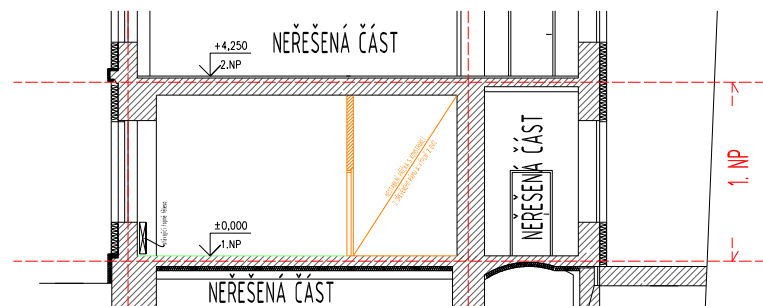 NEŘEŠENÁ ČÁST
+4,250
2.NP
NEŘEŠENÁ ČÁST
1. NP
±0,000
1.NP
NEŘEŠENÁ ČÁST